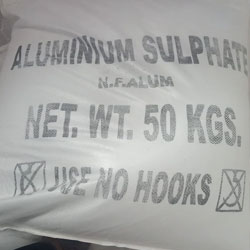 ALUMINIUM SULPHATE
N.F.ALUM
NET. WT. 50 KGS.
USE NO HOOKS